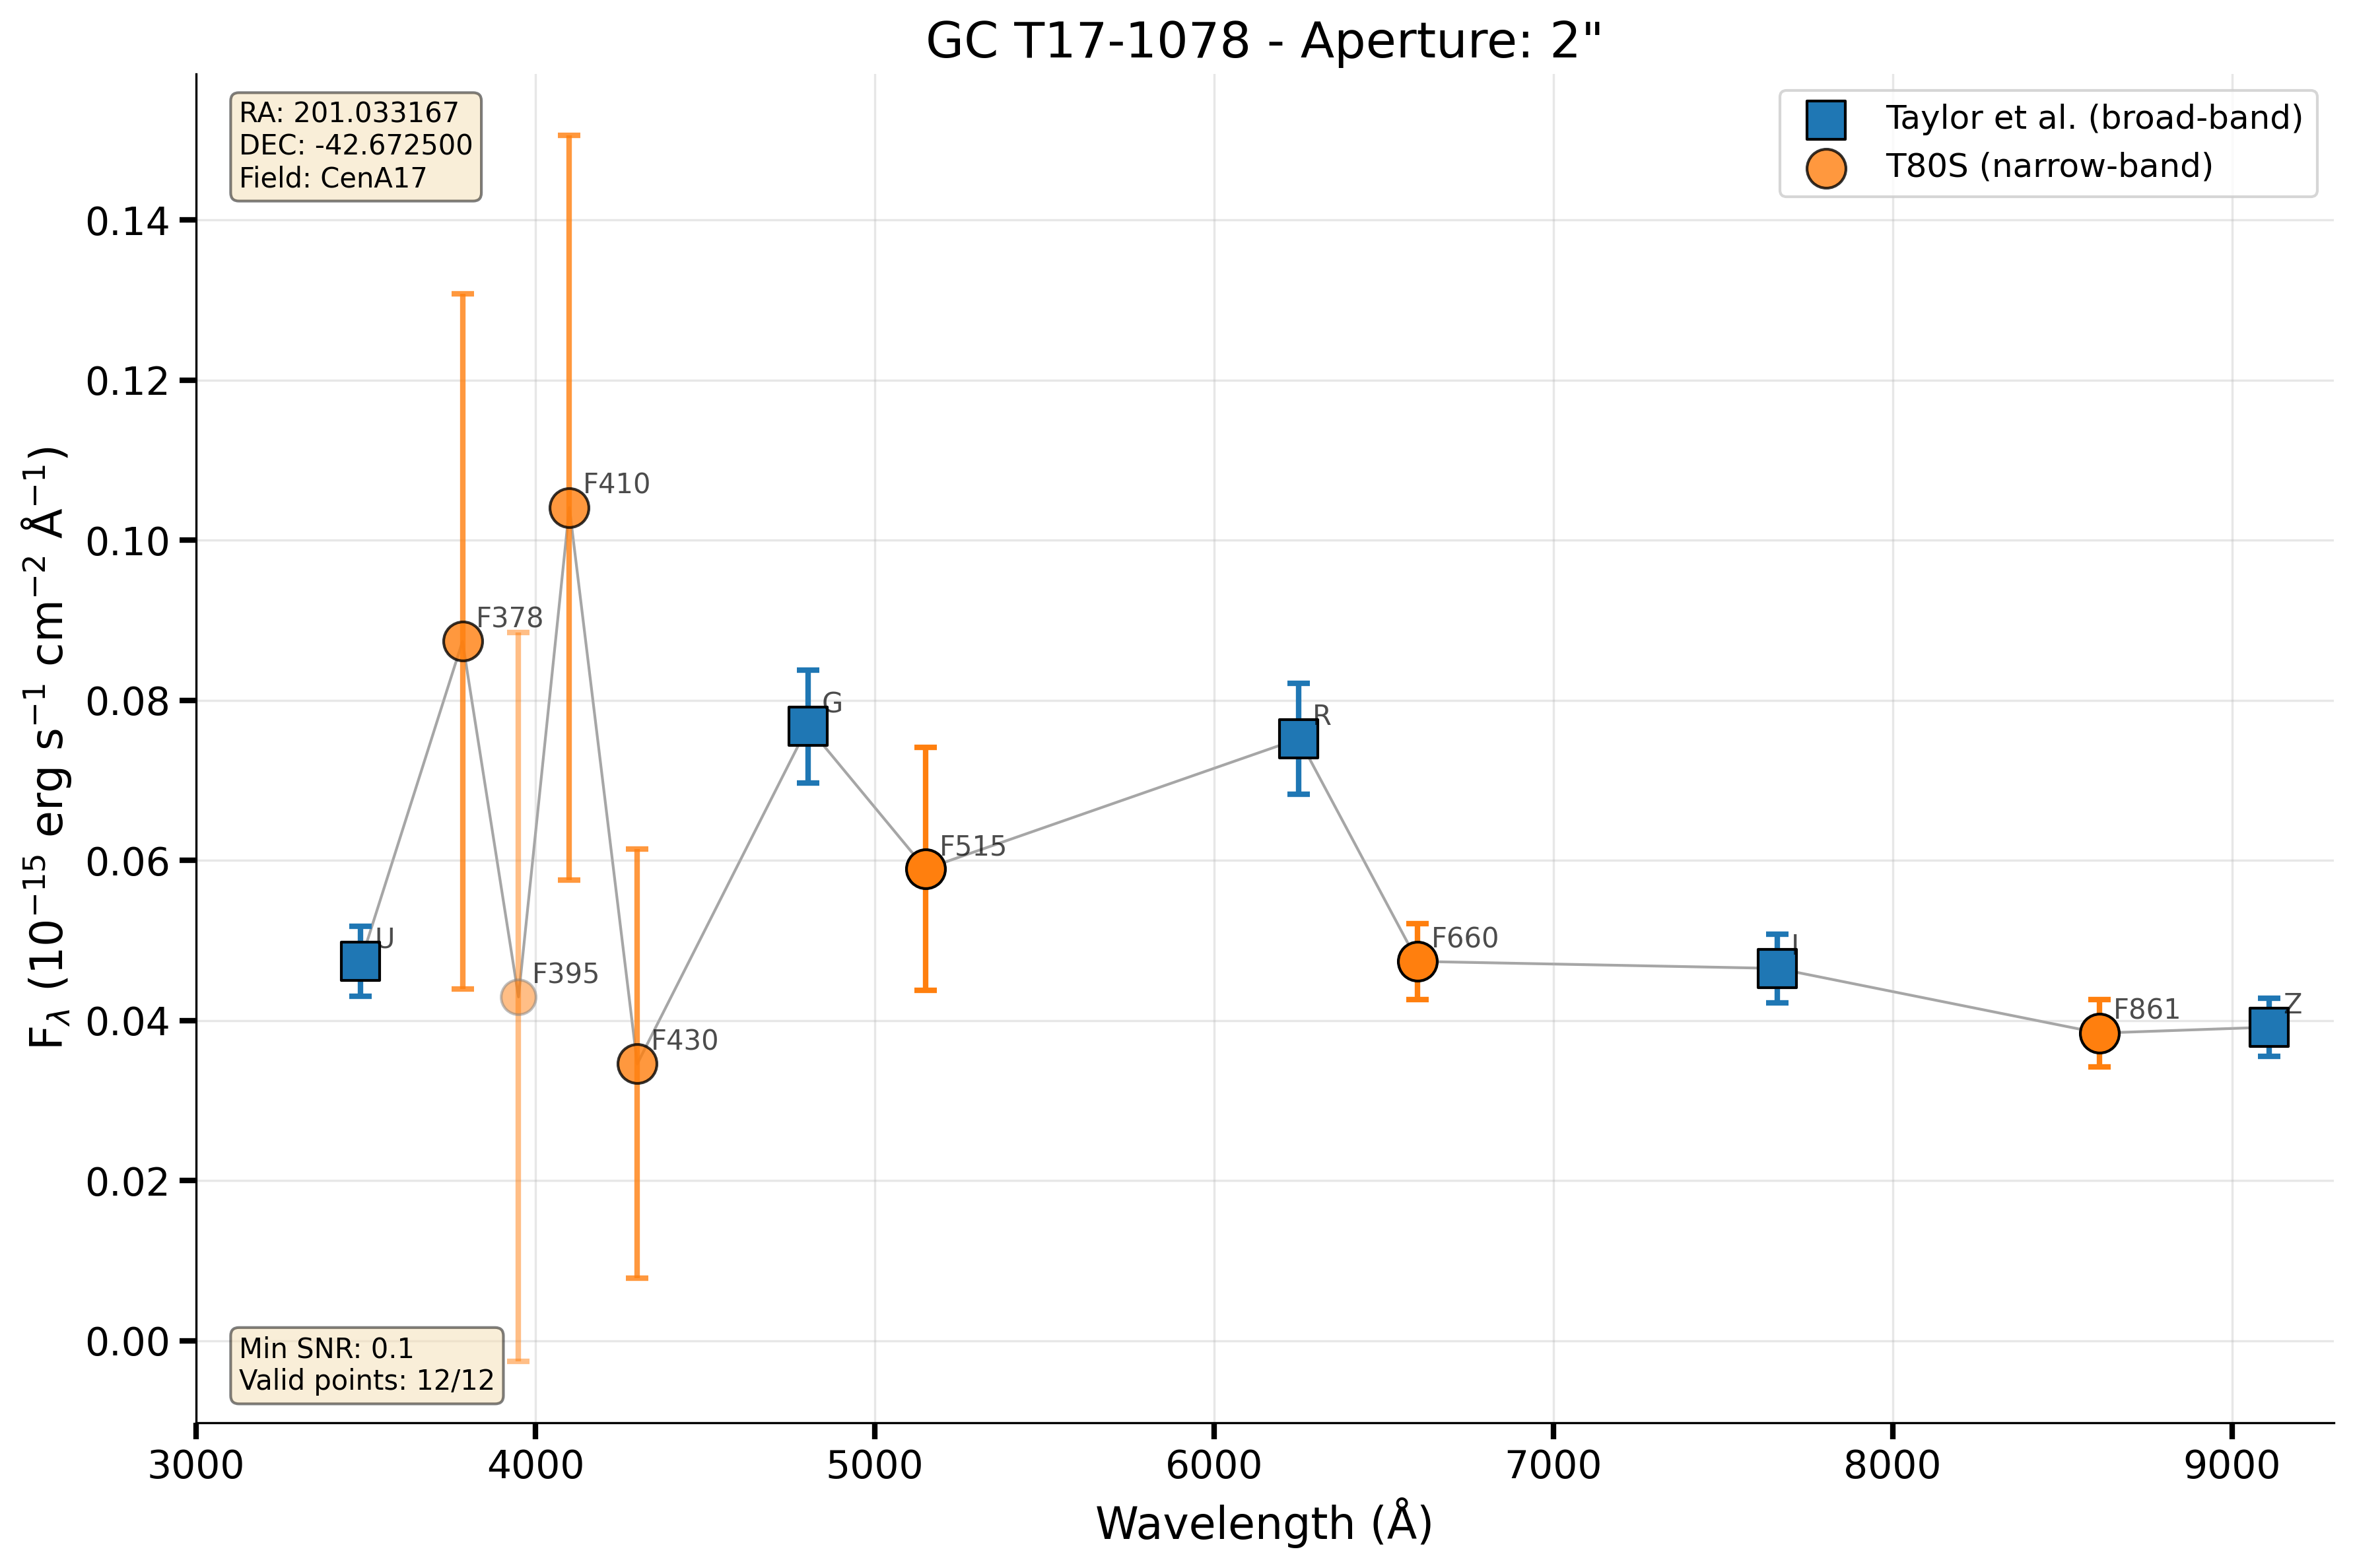 GC T17-1078 - Aperture: 2"
RA: 201.033167
DEC: -42.672500
Field: CenA17
Taylor et al. (broad-band)
T80S (narrow-band)
0.14
0.12
0.10
0.08
0.06
0.04
0.02
0.00
F$_{\lambda}$ (10$^{-15}$ erg s$^{-1}$ cm$^{-2}$ Å$^{-1}$)
U
F378
F395
F410
F430
G
F515
R
F660
I
F861
Z
Min SNR: 0.1
Valid points: 12/12
3000 4000 5000 6000 7000 8000 9000
Wavelength (Å)